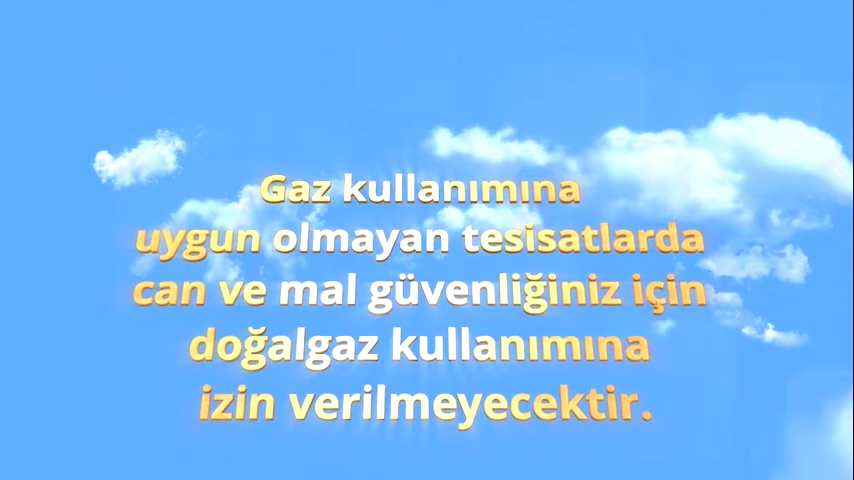 Gaz kullanımına
uygun olmayan tesisatlarda
can ve mal güvenliğiniz için
doğalgaz kullanımına
izin verilmeyecektir.